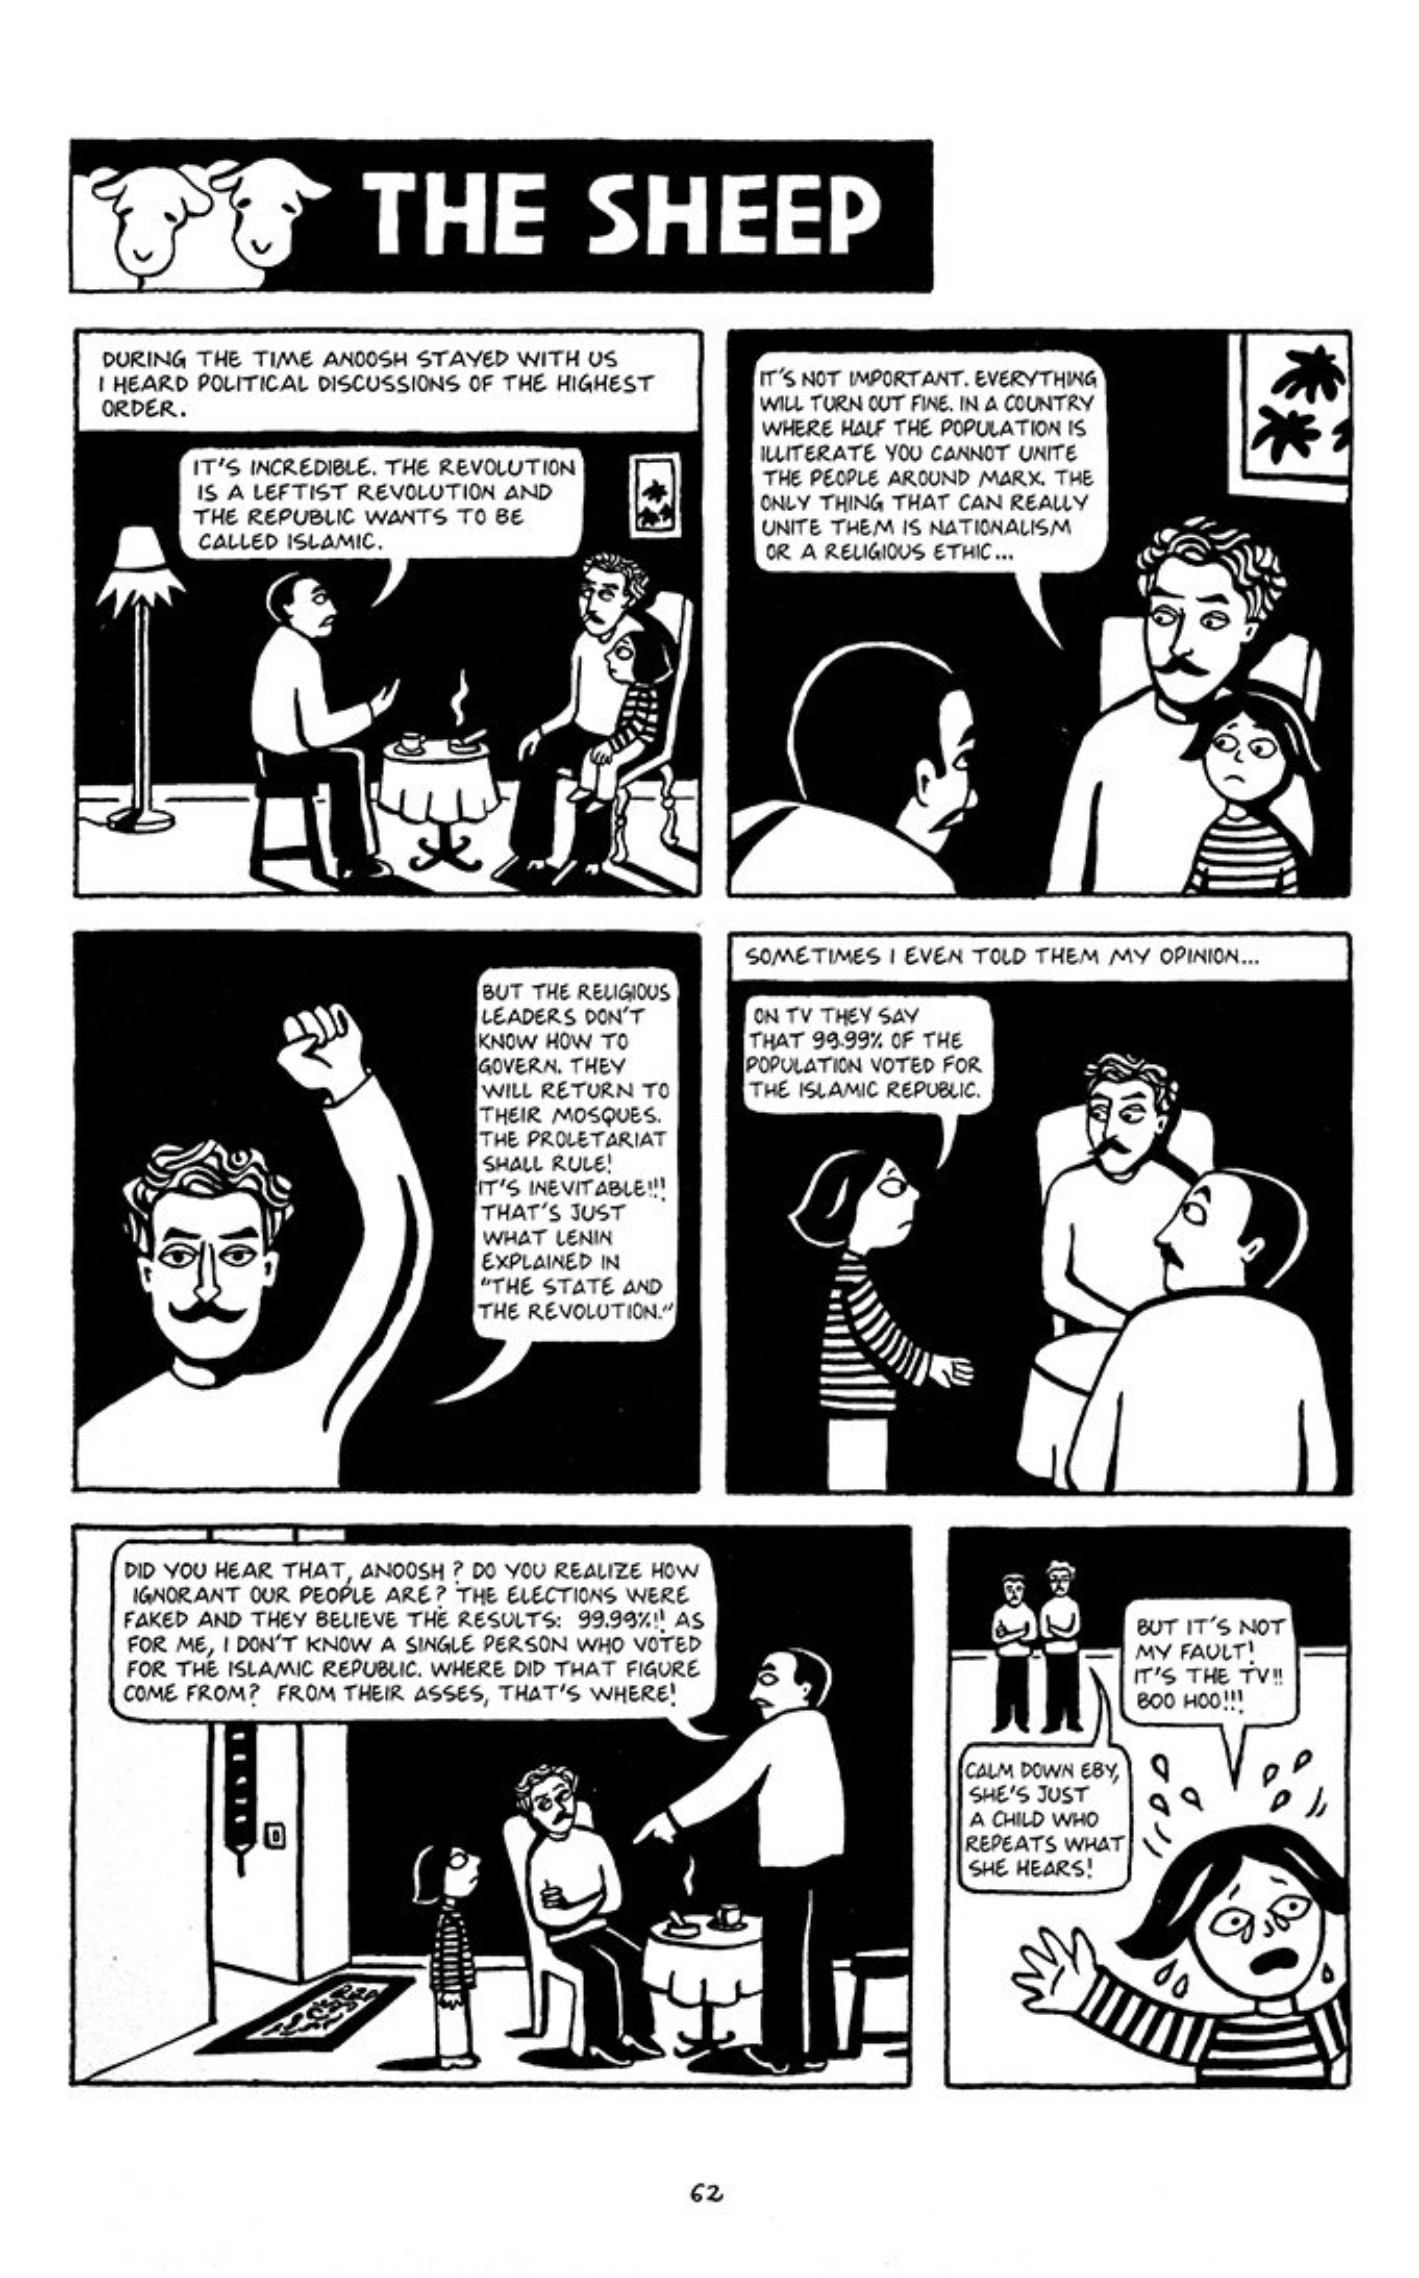 THE SHEEP
DURING THE TIME ANOOSH STAYED WITH US
I HEARD POLITICAL DISCUSSIONS OF THE HIGHEST
ORDER.
IT'S INCREDIBLE. THE REVOLUTION
IS A LEFTIST REVOLUTION AND
THE REPUBLIC WANTS TO BE
CALLED ISLAMIC.
IT'S NOT IMPORTANT. EVERYTHING
WILL TURN OUT FINE. IN A COUNTRY
WHERE HALF THE POPULATION IS
ILLITERATE YOU CANNOT UNITE
THE PEOPLE AROUND MARX. THE
ONLY THING THAT CAN REALLY
UNITE THEM IS NATIONALISM
OR A RELIGIOUS ETHIC...
BUT THE RELIGIOUS
LEADERS DON'T
KNOW HOW TO
GOVERN. THEY
WILL RETURN TO
THEIR MOSQUES.
THE PROLETARIAT
SHALL RULE!
IT'S INEVITABLE!!!
THAT'S JUST
WHAT LENIN
EXPLAINED IN
"THE STATE AND
THE REVOLUTION."
SOMETIMES I EVEN TOLD THEM MY OPINION...
ON TV THEY SAY
THAT 99.99% OF THE
POPULATION VOTED FOR
THE ISLAMIC REPUBLIC.
DID YOU HEAR THAT, ANOOSH? DO YOU REALIZE HOW
IGNORANT OUR PEOPLE ARE? THE ELECTIONS WERE
FAKED AND THEY BELIEVE THE RESULTS: 99.99%!! AS
FOR ME, I DON'T KNOW A SINGLE PERSON WHO VOTED
FOR THE ISLAMIC REPUBLIC. WHERE DID THAT FIGURE
COME FROM? FROM THEIR ASSES, THAT'S WHERE!
CALM DOWN EBY,
SHE'S JUST
A CHILD WHO
REPEATS WHAT
SHE HEARS!
BUT IT'S NOT
MY FAULT!
IT'S THE TV!!
BOO HOO!!!
62